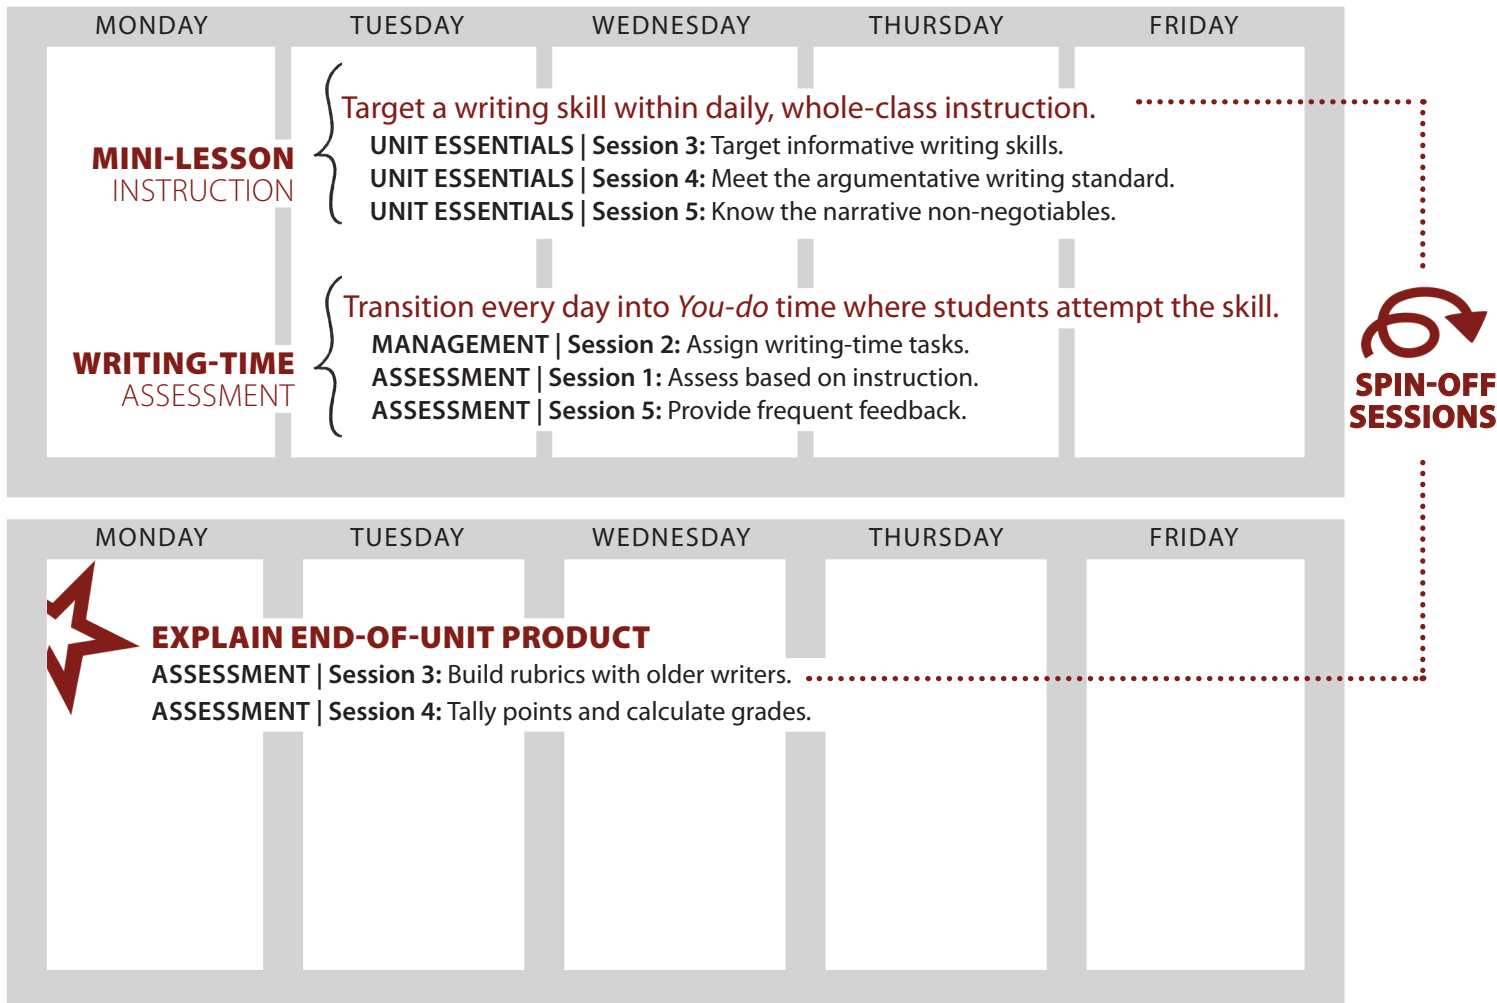 MONDAY TUESDAY WEDNESDAY THURSDAY FRIDAY
MINI-LESSON
INSTRUCTION
Target a writing skill within daily, whole-class instruction.
UNIT ESSENTIALS | Session 3: Target informative writing skills.
UNIT ESSENTIALS | Session 4: Meet the argumentative writing standard.
UNIT ESSENTIALS | Session 5: Know the narrative non-negotiables.
WRITING-TIME
ASSESSMENT
Transition every day into You-do time where students attempt the skill.
MANAGEMENT | Session 2: Assign writing-time tasks.
ASSESSMENT | Session 1: Assess based on instruction.
ASSESSMENT | Session 5: Provide frequent feedback.
SPIN-OFF
SESSIONS
MONDAY TUESDAY WEDNESDAY THURSDAY FRIDAY
EXPLAIN END-OF-UNIT PRODUCT
ASSESSMENT | Session 3: Build rubrics with older writers.
ASSESSMENT | Session 4: Tally points and calculate grades.